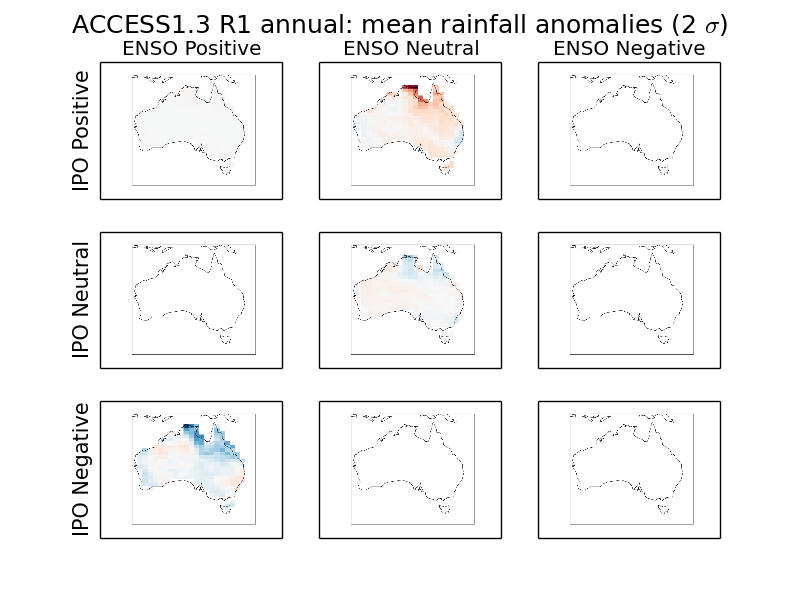 ACCESS1.3 R1 annual: mean rainfall anomalies (2 σ)
ENSO Positive ENSO Neutral ENSO Negative
IPO Positive
IPO Neutral
IPO Negative